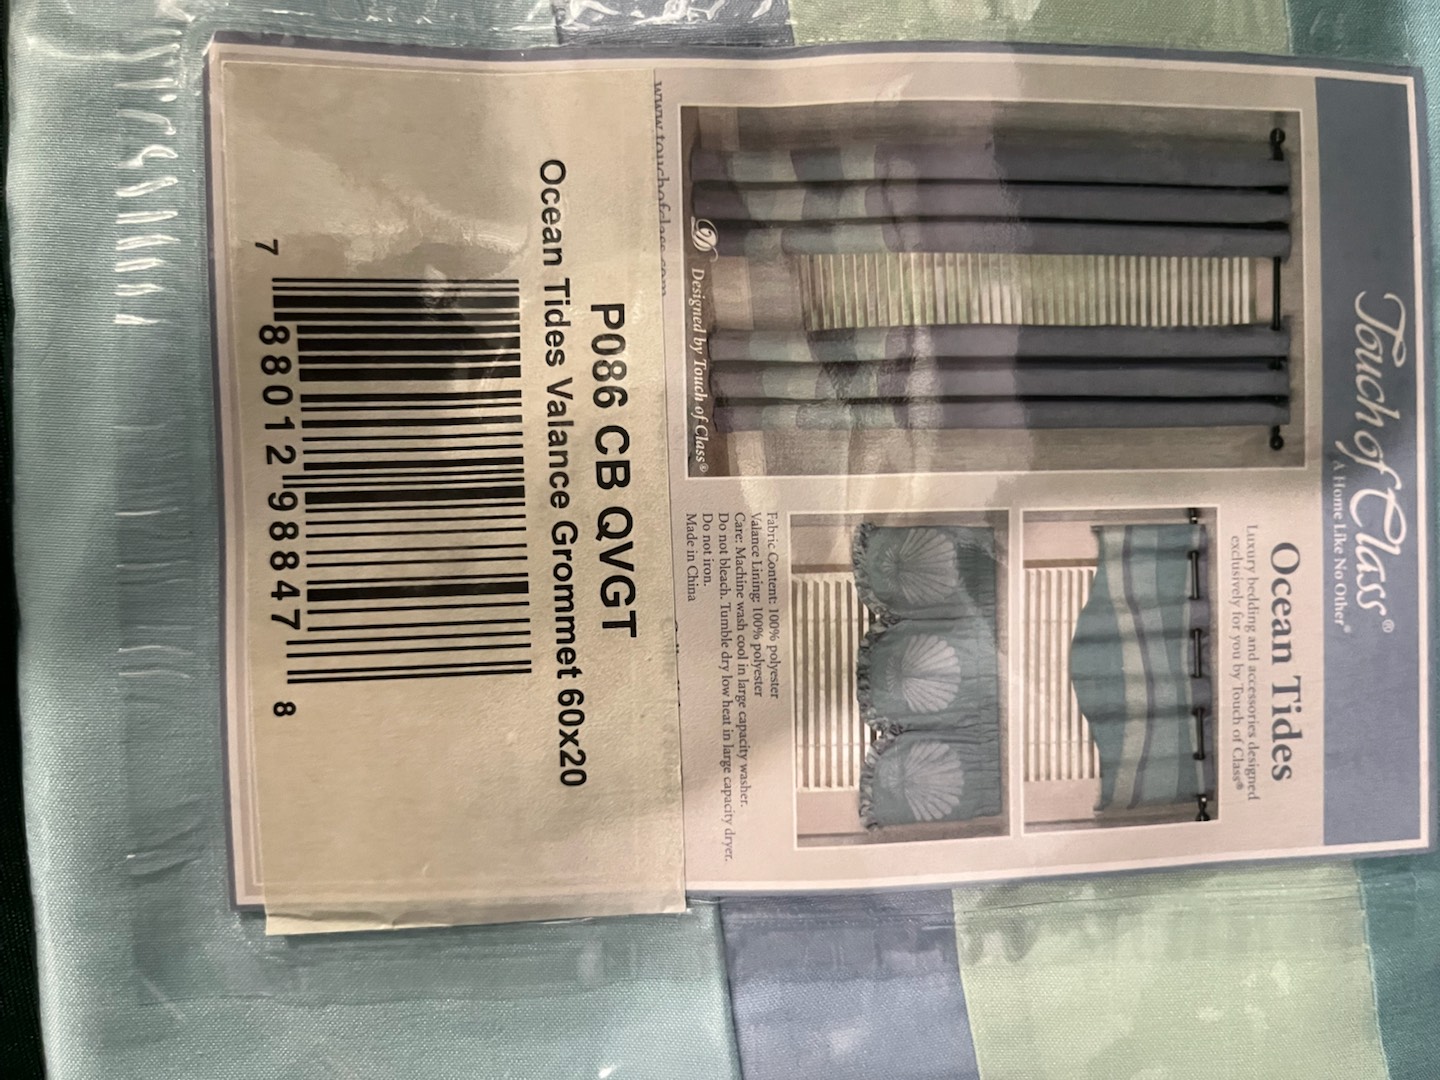 Touch of Class®
A Home Like No Other®
Ocean Tides
Luxury bedding and accessories designed
exclusively for you by Touch of Class®
Designed by Touch of Class®
Fabric Content: 100% polyester
Valance Lining: 100% polyester
Care: Machine wash cool in large capacity washer.
Do not bleach. Tumble dry low heat in large capacity dryer.
Do not iron.
Made in China
www.touchofclass.com
P086 CB QVGT
Ocean Tides Valance Grommet 60x20
7 88012 98847 8